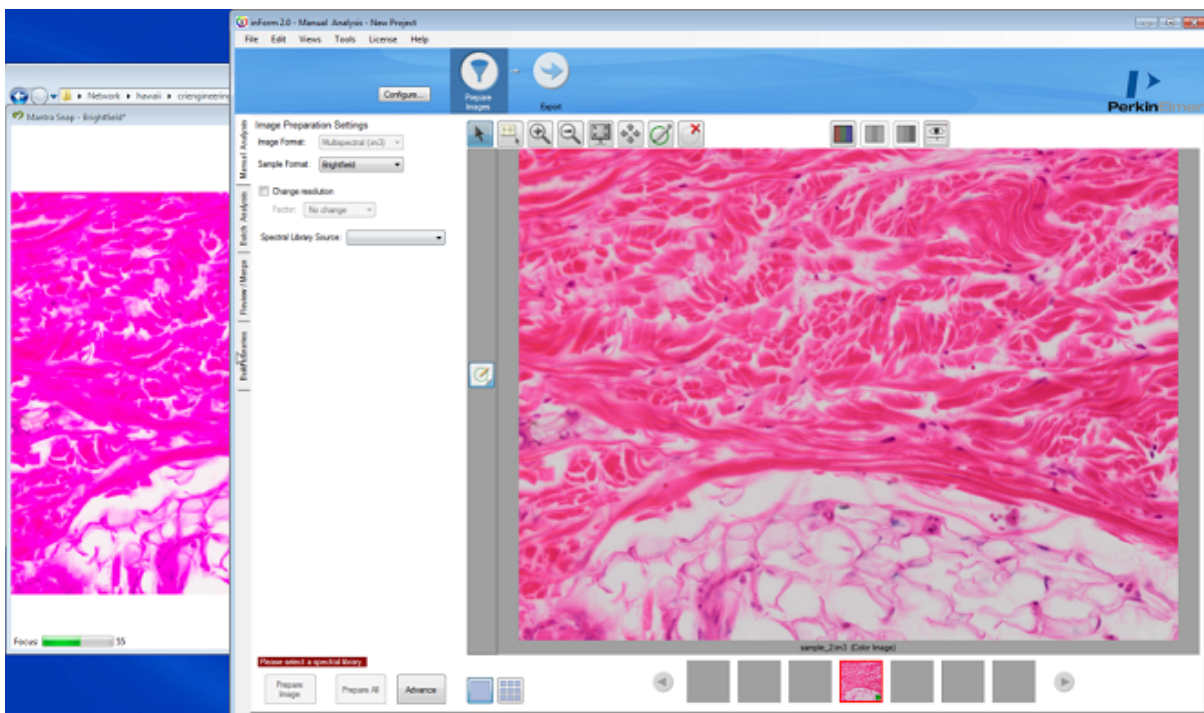 inForm 2.0 - Manual Analysis - New Project
File Edit Views Tools License Help
Configure...
Prepare Images
Export
PerkinElmer
Network hawaii criengineering
Mantra Snap - Brightfield*
Manual Analysis
Batch Analysis
Review / Merge
Build Libraries
Image Preparation Settings
Image Format: Multispectral (.im3)
Sample Format: Brightfield
Change resolution
Factor: No change
Spectral Library Source:
Focus: 55
sample_2.im3 (Color Image)
Please select a spectral library.
Prepare Image
Prepare All
Advance